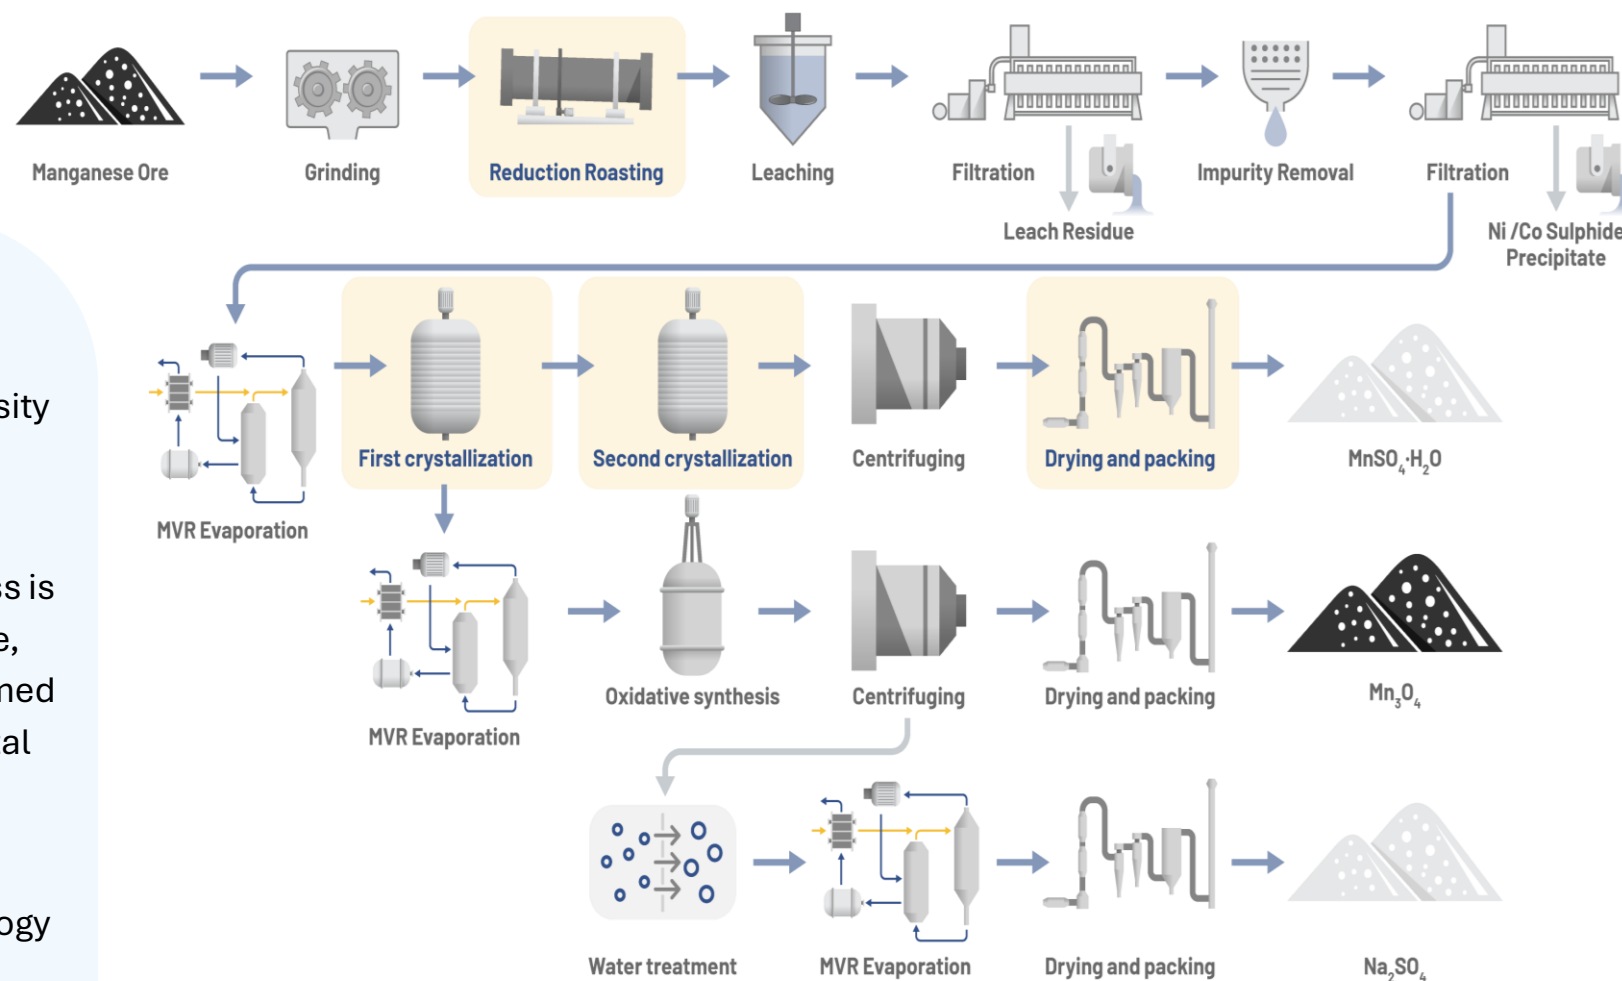 Manganese Ore
Grinding
Reduction Roasting
Leaching
Filtration
Impurity Removal
Filtration
Leach Residue
Ni /Co Sulphide
Precipitate
MVR Evaporation
First crystallization
Second crystallization
Centrifuging
Drying and packing
MnSO₄·H₂O
MVR Evaporation
Oxidative synthesis
Centrifuging
Drying and packing
Mn₃O₄
Water treatment
MVR Evaporation
Drying and packing
Na₂SO₄
sity
ss is
e,
ned
tal
ogy